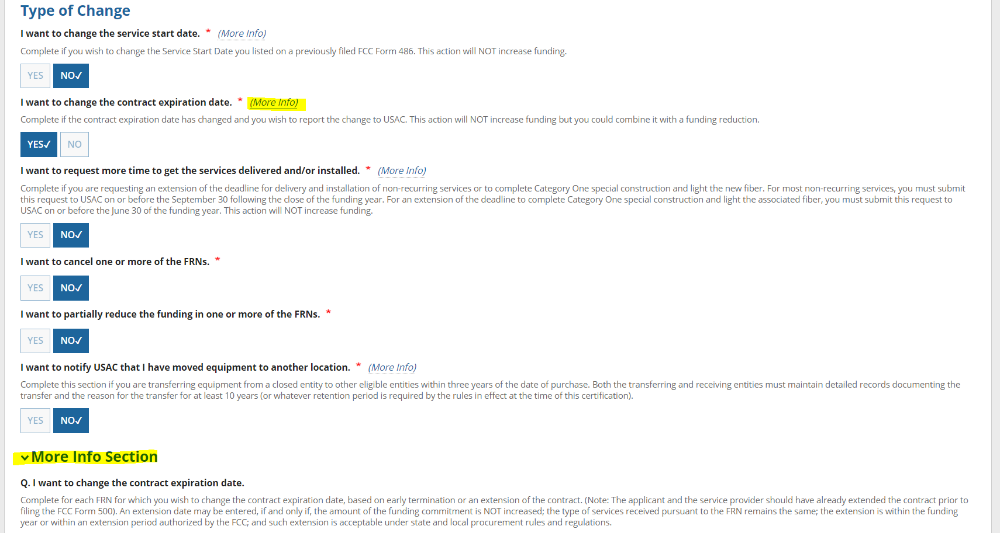 Type of Change
I want to change the service start date. * (More Info)
Complete if you wish to change the Service Start Date you listed on a previously filed FCC Form 486. This action will NOT increase funding.
YES NO✓
I want to change the contract expiration date. * (More Info)
Complete if the contract expiration date has changed and you wish to report the change to USAC. This action will NOT increase funding but you could combine it with a funding reduction.
YES✓ NO
I want to request more time to get the services delivered and/or installed. * (More Info)
Complete if you are requesting an extension of the deadline for delivery and installation of non-recurring services or to complete Category One special construction and light the new fiber. For most non-recurring services, you must submit
this request to USAC on or before the September 30 following the close of the funding year. For an extension of the deadline to complete Category One special construction and light the associated fiber, you must submit this request to
USAC on or before the June 30 of the funding year. This action will NOT increase funding.
YES NO✓
I want to cancel one or more of the FRNs. *
YES NO✓
I want to partially reduce the funding in one or more of the FRNs. *
YES NO✓
I want to notify USAC that I have moved equipment to another location. * (More Info)
Complete this section if you are transferring equipment from a closed entity to other eligible entities within three years of the date of purchase. Both the transferring and receiving entities must maintain detailed records documenting the
transfer and the reason for the transfer for at least 10 years (or whatever retention period is required by the rules in effect at the time of this certification).
YES NO✓
More Info Section
Q. I want to change the contract expiration date.
Complete for each FRN for which you wish to change the contract expiration date, based on early termination or an extension of the contract. (Note: The applicant and the service provider should have already extended the contract prior to
filing the FCC Form 500). An extension date may be entered, if and only if, the amount of the funding commitment is NOT increased; the type of services received pursuant to the FRN remains the same; the extension is within the funding
year or within an extension period authorized by the FCC; and such extension is acceptable under state and local procurement rules and regulations.